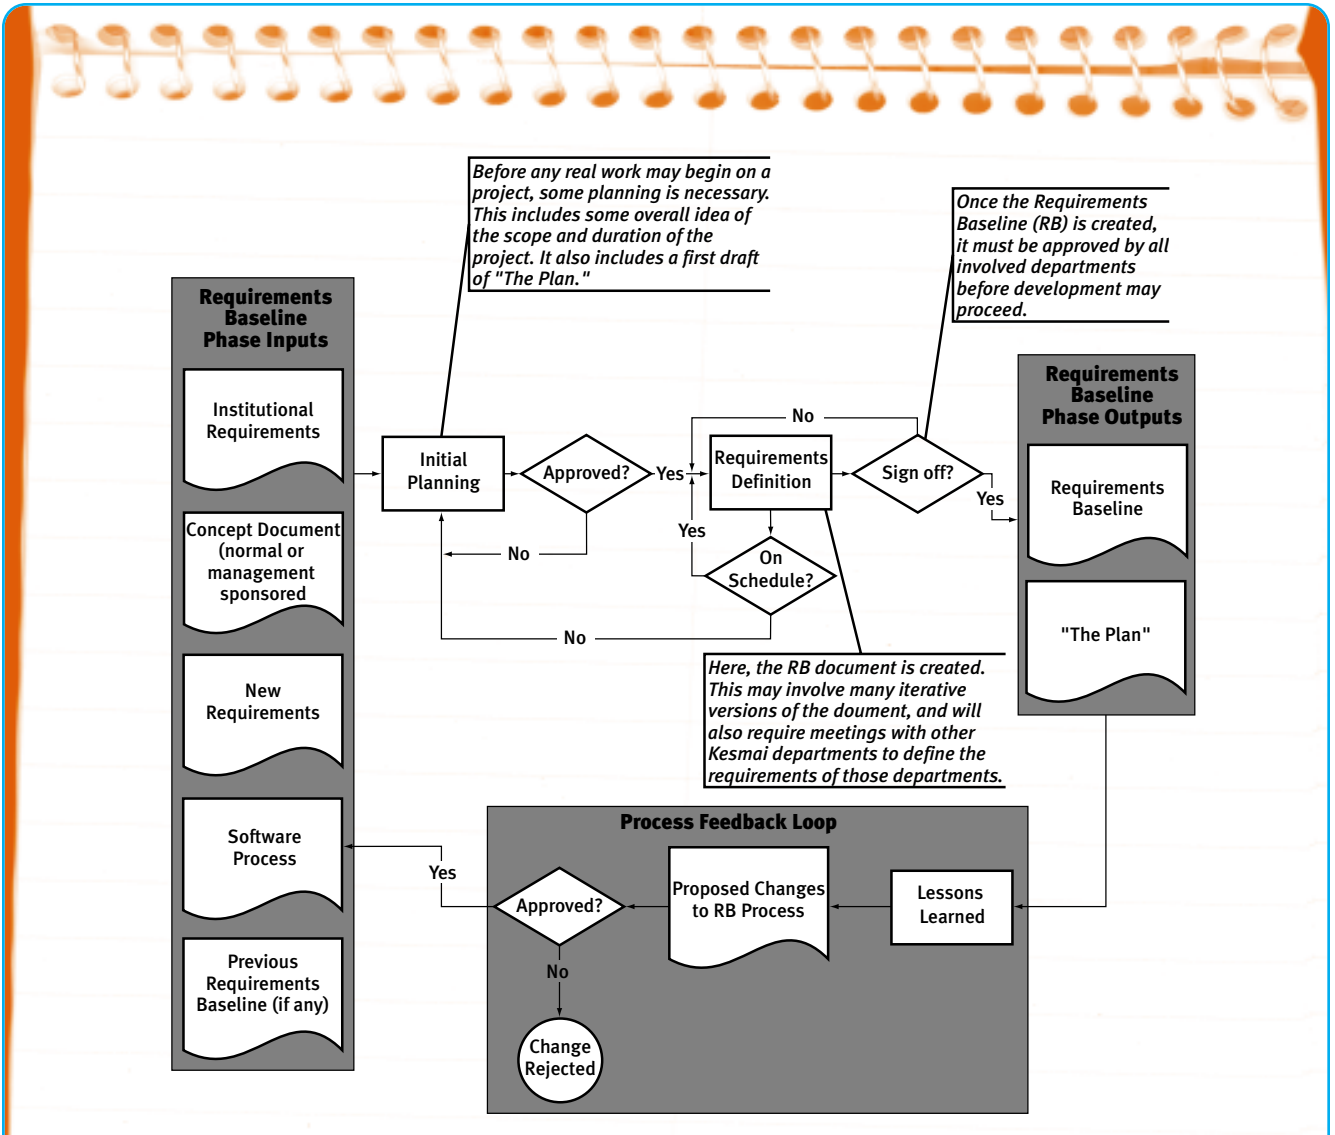 Before any real work may begin on a
project, some planning is necessary.
This includes some overall idea of
the scope and duration of the
project. It also includes a first draft
of "The Plan."
Once the Requirements
Baseline (RB) is created,
it must be approved by all
involved departments
before development may
proceed.
Requirements
Baseline
Phase Inputs
Institutional
Requirements
Concept Document
(normal or
management
sponsored
New
Requirements
Software
Process
Previous
Requirements
Baseline (if any)
Initial
Planning
Approved?
Yes
No
Requirements
Definition
No
Sign off?
Yes
Yes
On
Schedule?
No
Requirements
Baseline
Phase Outputs
Requirements
Baseline
"The Plan"
Here, the RB document is created.
This may involve many iterative
versions of the doument, and will
also require meetings with other
Kesmai departments to define the
requirements of those departments.
Process Feedback Loop
Lessons
Learned
Proposed Changes
to RB Process
Approved?
Yes
No
Change
Rejected